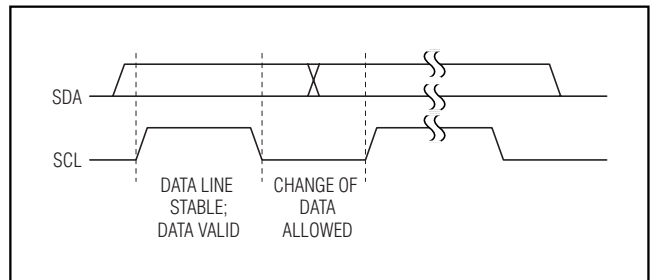 SDA
SCL
DATA LINE
STABLE;
DATA VALID
CHANGE OF
DATA
ALLOWED